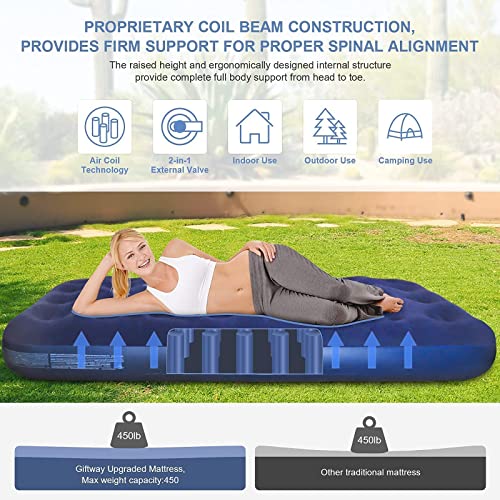 PROPRIETARY COIL BEAM CONSTRUCTION,
PROVIDES FIRM SUPPORT FOR PROPER SPINAL ALIGNMENT
The raised height and ergonomically designed internal structure
provide complete full body support from head to toe.
Air Coil
Technology
2-in-1
External Valve
Indoor Use
Outdoor Use
Camping Use
450lb
Giftway Upgraded Mattress,
Max weight capacity:450
450lb
Other traditional mattress